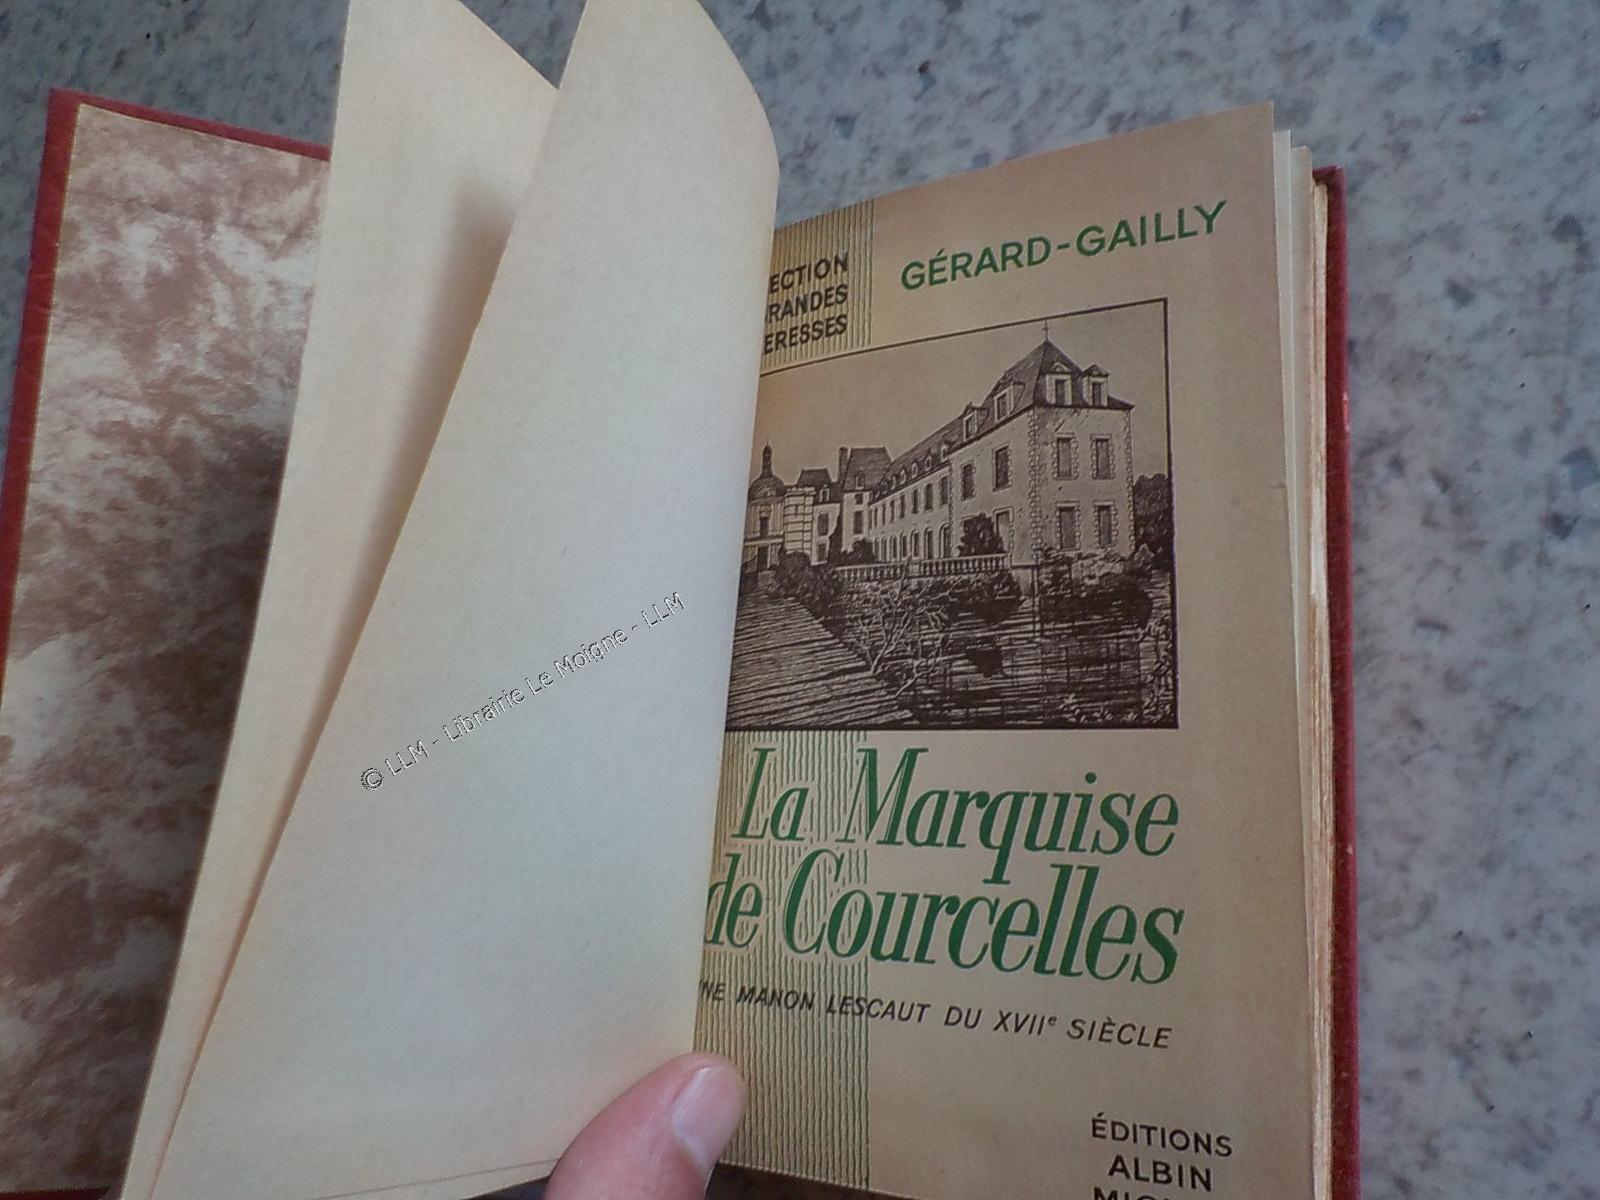 ECTION
RANDES
ERESSES
GÉRARD-GAILLY
La Marquise
de Courcelles
NE MANON LESCAUT DU XVIIe SIÈCLE
ÉDITIONS
ALBIN
© LLM - Librairie Le Moigne - LLM